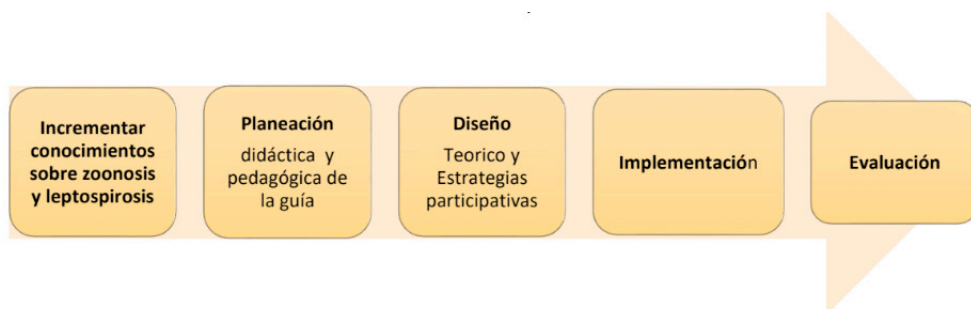 Incrementar
conocimientos
sobre zoonosis
y leptospirosis
Planeación
didáctica y
pedagógica de
la guía
Diseño
Teorico y
Estrategias
participativas
Implementación
Evaluación